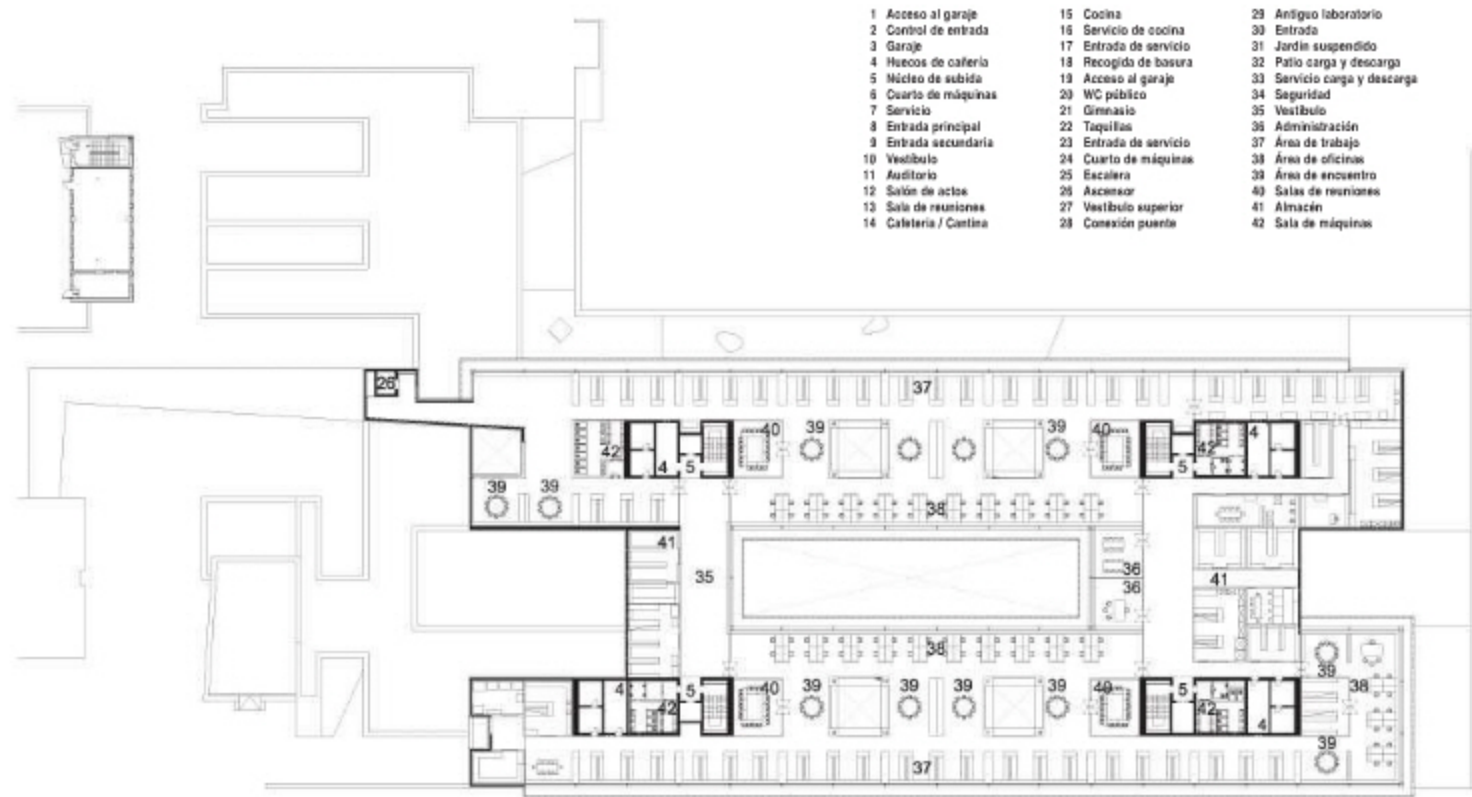 1 Acceso al garaje
2 Control de entrada
3 Garaje
4 Huecos de cañería
5 Núcleo de subida
6 Cuarto de máquinas
7 Servicio
8 Entrada principal
9 Entrada secundaria
10 Vestíbulo
11 Auditorio
12 Salón de actos
13 Sala de reuniones
14 Cafetería / Cantina
15 Cocina
16 Servicio de cocina
17 Entrada de servicio
18 Recogida de basura
19 Acceso al garaje
20 WC público
21 Gimnasio
22 Taquillas
23 Entrada de servicio
24 Cuarto de máquinas
25 Escalera
26 Ascensor
27 Vestíbulo superior
28 Conexión puente
29 Antiguo laboratorio
30 Entrada
31 Jardín suspendido
32 Patio carga y descarga
33 Servicio carga y descarga
34 Seguridad
35 Vestíbulo
36 Administración
37 Área de trabajo
38 Área de oficinas
39 Área de encuentro
40 Salas de reuniones
41 Almacén
42 Sala de máquinas
26
37
42 4 5 40 39 39 40 5 42 4
39 39
38
41
35
36
36
41
38
39
4 42 5 40 39 39 39 39 40 5 42 4 38
39
37